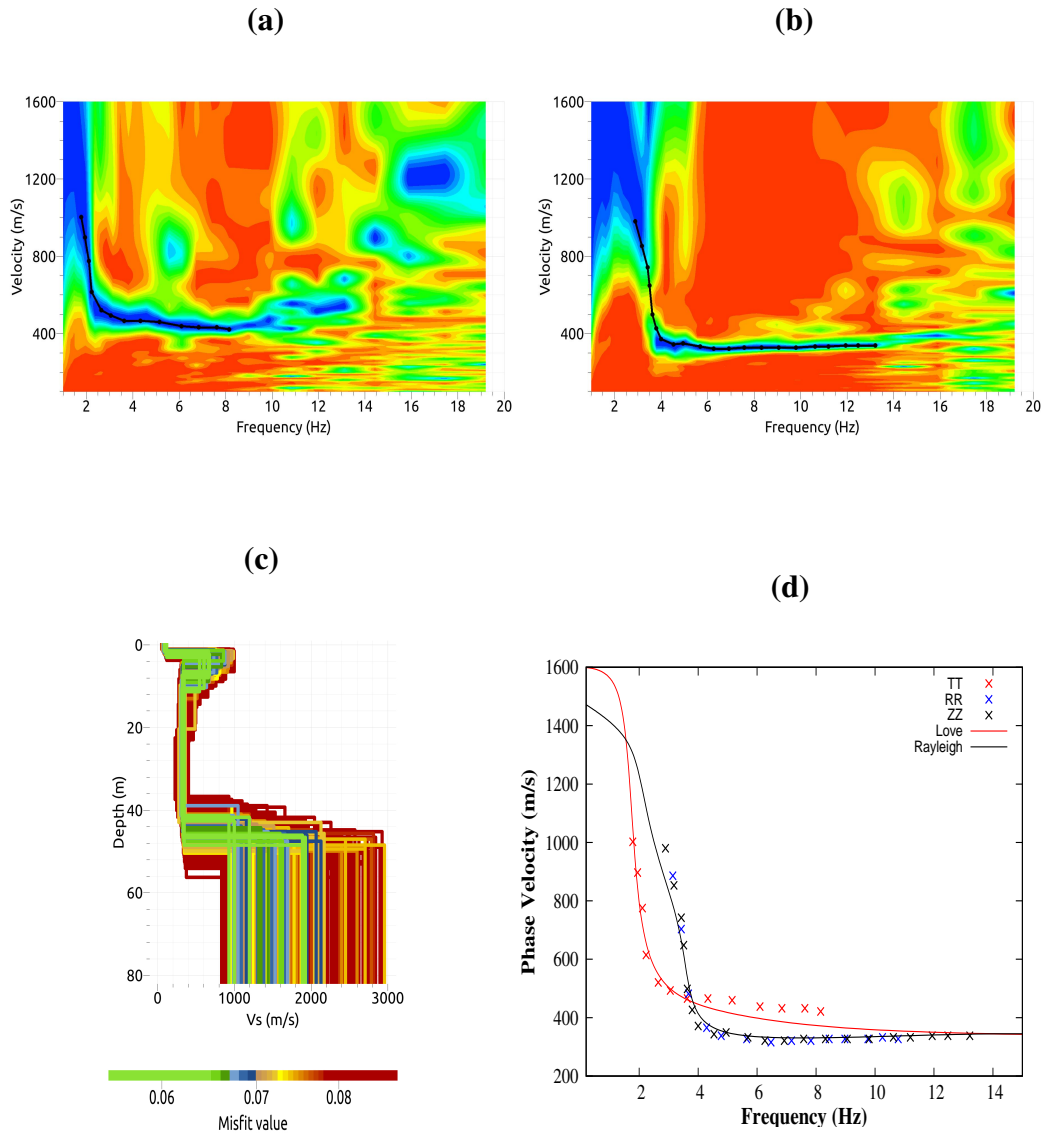 (a)
(b)
1600
1200
800
400
Velocity (m/s)
2 4 6 8 10 12 14 16 18 20
Frequency (Hz)
1600
1200
800
400
Velocity (m/s)
2 4 6 8 10 12 14 16 18 20
Frequency (Hz)
(c)
(d)
0
20
40
60
80
Depth (m)
0 1000 2000 3000
Vs (m/s)
0.06 0.07 0.08
Misfit value
1600
1400
1200
1000
800
600
400
200
Phase Velocity (m/s)
TT
RR
ZZ
Love
Rayleigh
2 4 6 8 10 12 14
Frequency (Hz)